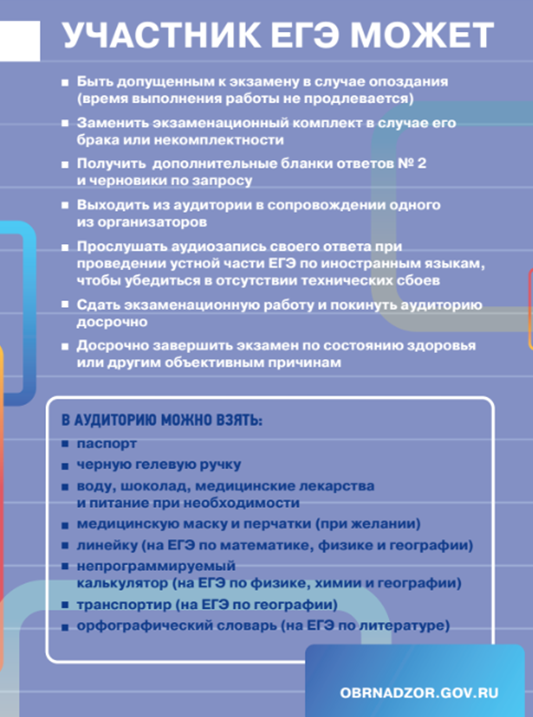 УЧАСТНИК ЕГЭ МОЖЕТ
Быть допущенным к экзамену в случае опоздания
(время выполнения работы не продлевается)
Заменить экзаменационный комплект в случае его
брака или некомплектности
Получить дополнительные бланки ответов № 2
и черновики по запросу
Выходить из аудитории в сопровождении одного
из организаторов
Прослушать аудиозапись своего ответа при
проведении устной части ЕГЭ по иностранным языкам,
чтобы убедиться в отсутствии технических сбоев
Сдать экзаменационную работу и покинуть аудиторию
досрочно
Досрочно завершить экзамен по состоянию здоровья
или другим объективным причинам
В АУДИТОРИЮ МОЖНО ВЗЯТЬ:
паспорт
черную гелевую ручку
воду, шоколад, медицинские лекарства
и питание при необходимости
медицинскую маску и перчатки (при желании)
линейку (на ЕГЭ по математике, физике и географии)
непрограммируемый
калькулятор (на ЕГЭ по физике, химии и географии)
транспортир (на ЕГЭ по географии)
орфографический словарь (на ЕГЭ по литературе)
OBRNADZOR.GOV.RU